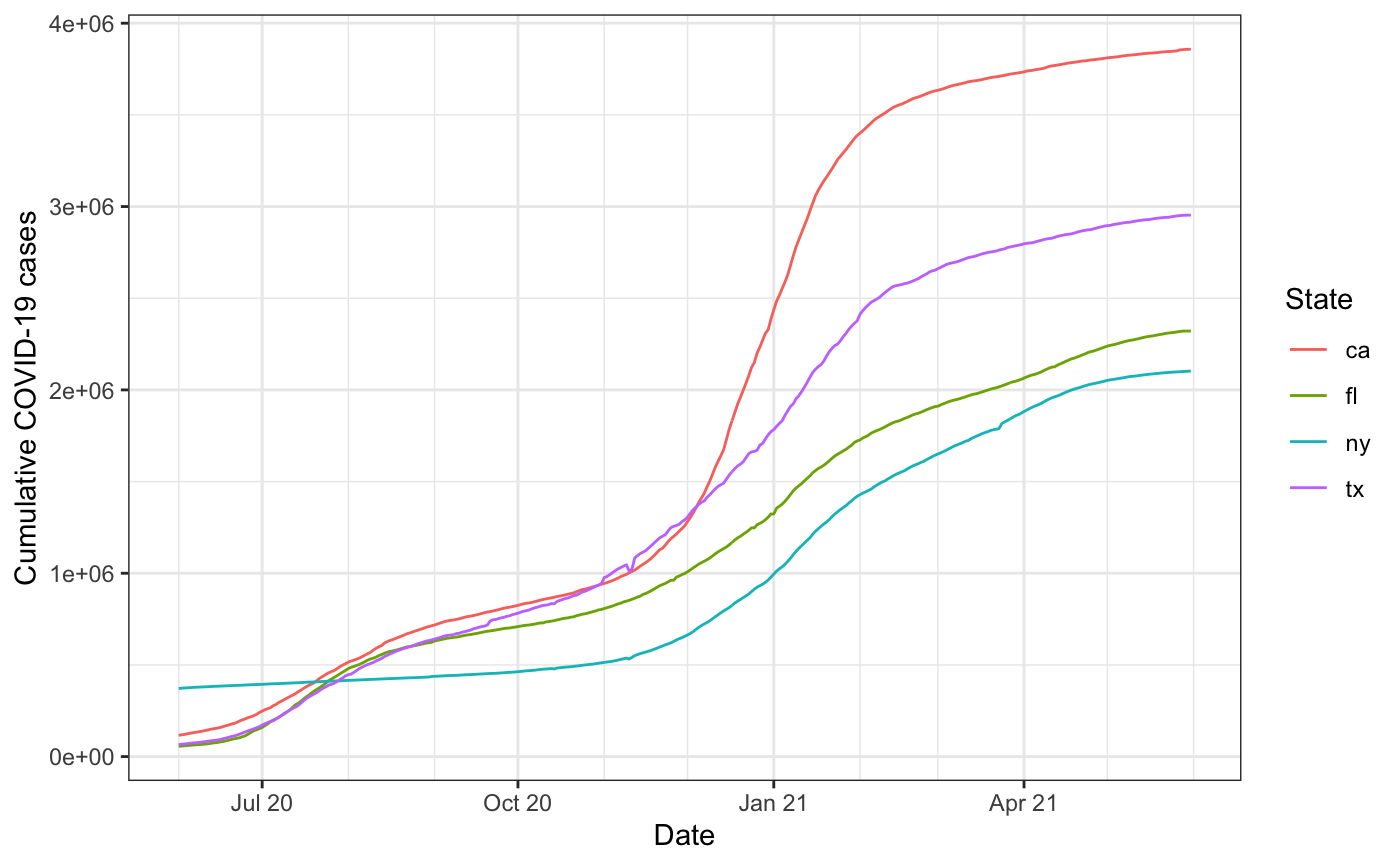 4e+06
3e+06
2e+06
1e+06
0e+00
Cumulative COVID-19 cases
Jul 20
Oct 20
Jan 21
Apr 21
Date
State
ca
fl
ny
tx